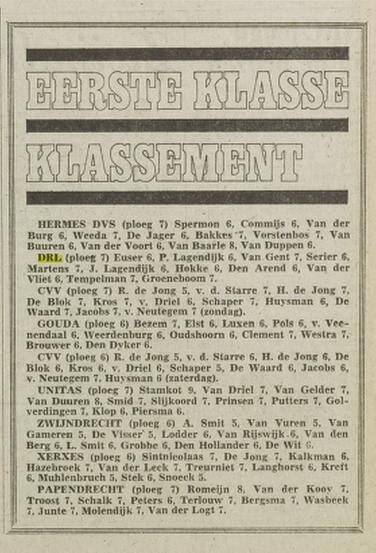 EERSTE KLASSE
KLASSEMENT
HERMES DVS (ploeg 7) Spermon 6, Commijs 6, Van der
Burg 6, Weeda 7, De Jager 6, Bakkes 7, Vorstenbos 7, Van
Buuren 6, Van der Voort 6, Van Baarle 8, Van Duppen 6.
DRL (ploeg 7) Euser 6, P. Lagendijk 6, Van Gent 7, Serier 6,
Martens 7, J. Lagendijk 6, Hokke 6, Den Arend 6, Van der
Vliet 6, Tempelman 7, Groeneboom 7.
CVV (ploeg 7) R. de Jong 5, v. d. Starre 7, H. de Jong 7,
De Blok 7, Kros 7, v. Driel 6, Schaper 7, Huysman 6, De
Waard 7, Jacobs 7, v. Neutegem 7 (zondag).
GOUDA (ploeg 6) Bezem 7, Elst 6, Luxen 6, Pols 6, v. Vee-
nendaal 6, Weerdenburg 6, Oudshoorn 6, Clement 7, Westra 7,
Brouwer 6, Den Dyker 6.
CVV (ploeg 6) R. de Jong 5, v. d. Starre 6, H. de Jong 6, De
Blok 6, Kros 6, v. Driel 6, Schaper 5, De Waard 6, Jacobs 6,
v. Neutegem 7, Huysman 6 (zaterdag).
UNITAS (ploeg 7) Stamkot 9, Van Driel 7, Van Gelder 7,
Van Duuren 8, Smid 7, Slijkoord 7, Prinsen 7, Putters 7, Gol-
verdingen 7, Klop 6, Piersma 6.
ZWIJNDRECHT (ploeg 6) A. Smit 5, Van Vuren 5, Van
Gameren 5, De Visser 5, Lodder 6, Van Rijswijk 6, Van den
Berg 6, L. Smit 6, Grobbe 6, Den Hollander 6, De Wit 6.
XERXES (ploeg 6) Sintnicolaas 7, De Jong 7, Kalkman 6,
Hazebroek 7, Van der Leck 7, Treurniet 7, Langhorst 6, Kreft
6, Muhlenbruch 5, Stek 6, Snoeck 5.
PAPENDRECHT (ploeg 7) Romeijn 8, Van der Kooy 7,
Troost 7, Schalk 7, Peters 6, Terlouw 7, Bergsma 7, Wasbeek
7, Junte 7, Molendijk 7, Van der Logt 7.